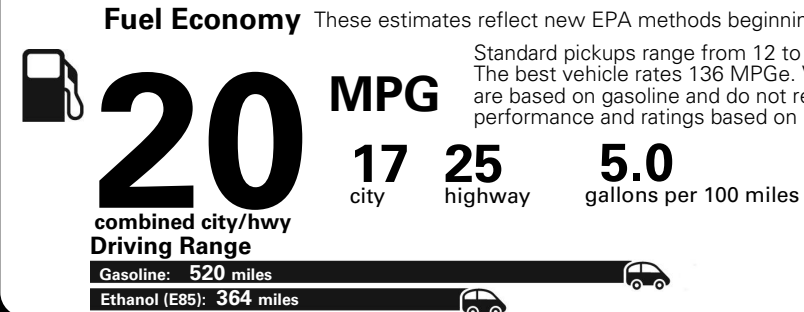 Fuel Economy These estimates reflect new EPA methods beginnin
Standard pickups range from 12 to
The best vehicle rates 136 MPGe. V
are based on gasoline and do not re
performance and ratings based on
20 MPG
17 city 25 highway 5.0 gallons per 100 miles
combined city/hwy
Driving Range
Gasoline: 520 miles
Ethanol (E85): 364 miles